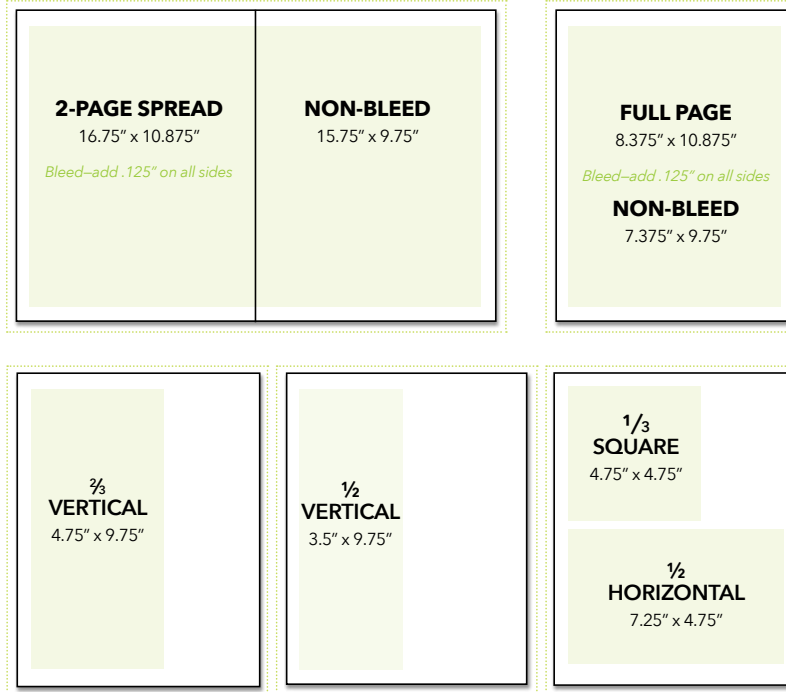 2-PAGE SPREAD
16.75” x 10.875”
Bleed–add .125” on all sides
NON-BLEED
15.75” x 9.75”
FULL PAGE
8.375” x 10.875”
Bleed–add .125” on all sides
NON-BLEED
7.375” x 9.75”
⅔
VERTICAL
4.75” x 9.75”
½
VERTICAL
3.5” x 9.75”
1/3
SQUARE
4.75” x 4.75”
½
HORIZONTAL
7.25” x 4.75”